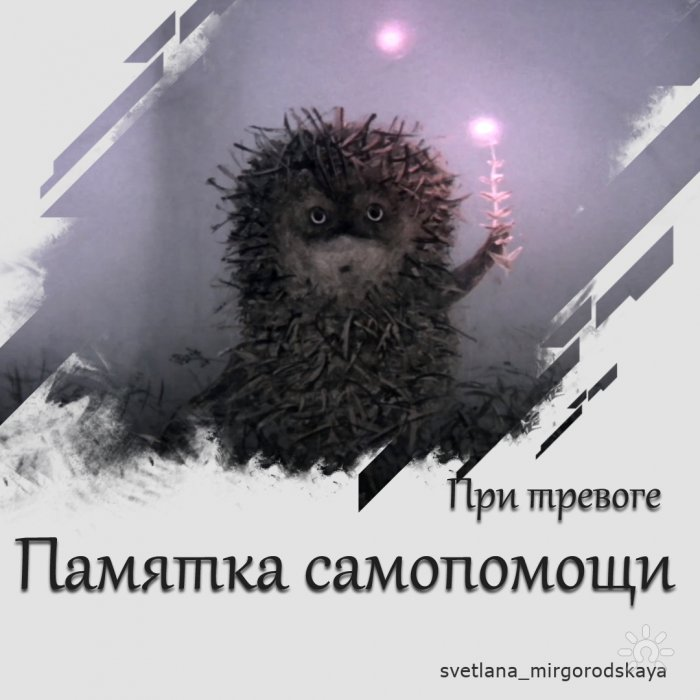 При тревоге
Памятка самопомощи
svetlana_mirgorodskaya